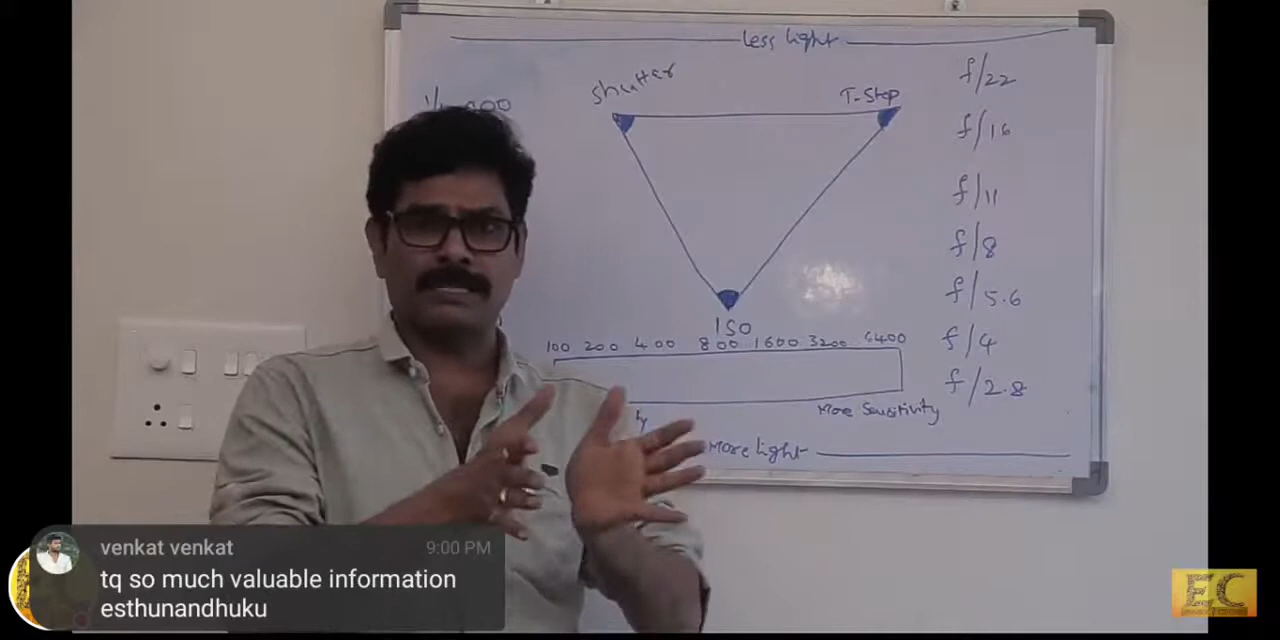 less light
Shutter
T-Stop
f/22
f/16
f/11
f/8
f/5.6
f/4
f/2.8
ISO
100 200 400 800 1600 3200 6400
More Sensitivity
More light
venkat venkat 9:00 PM
tq so much valuable information
esthunandhuku
EC